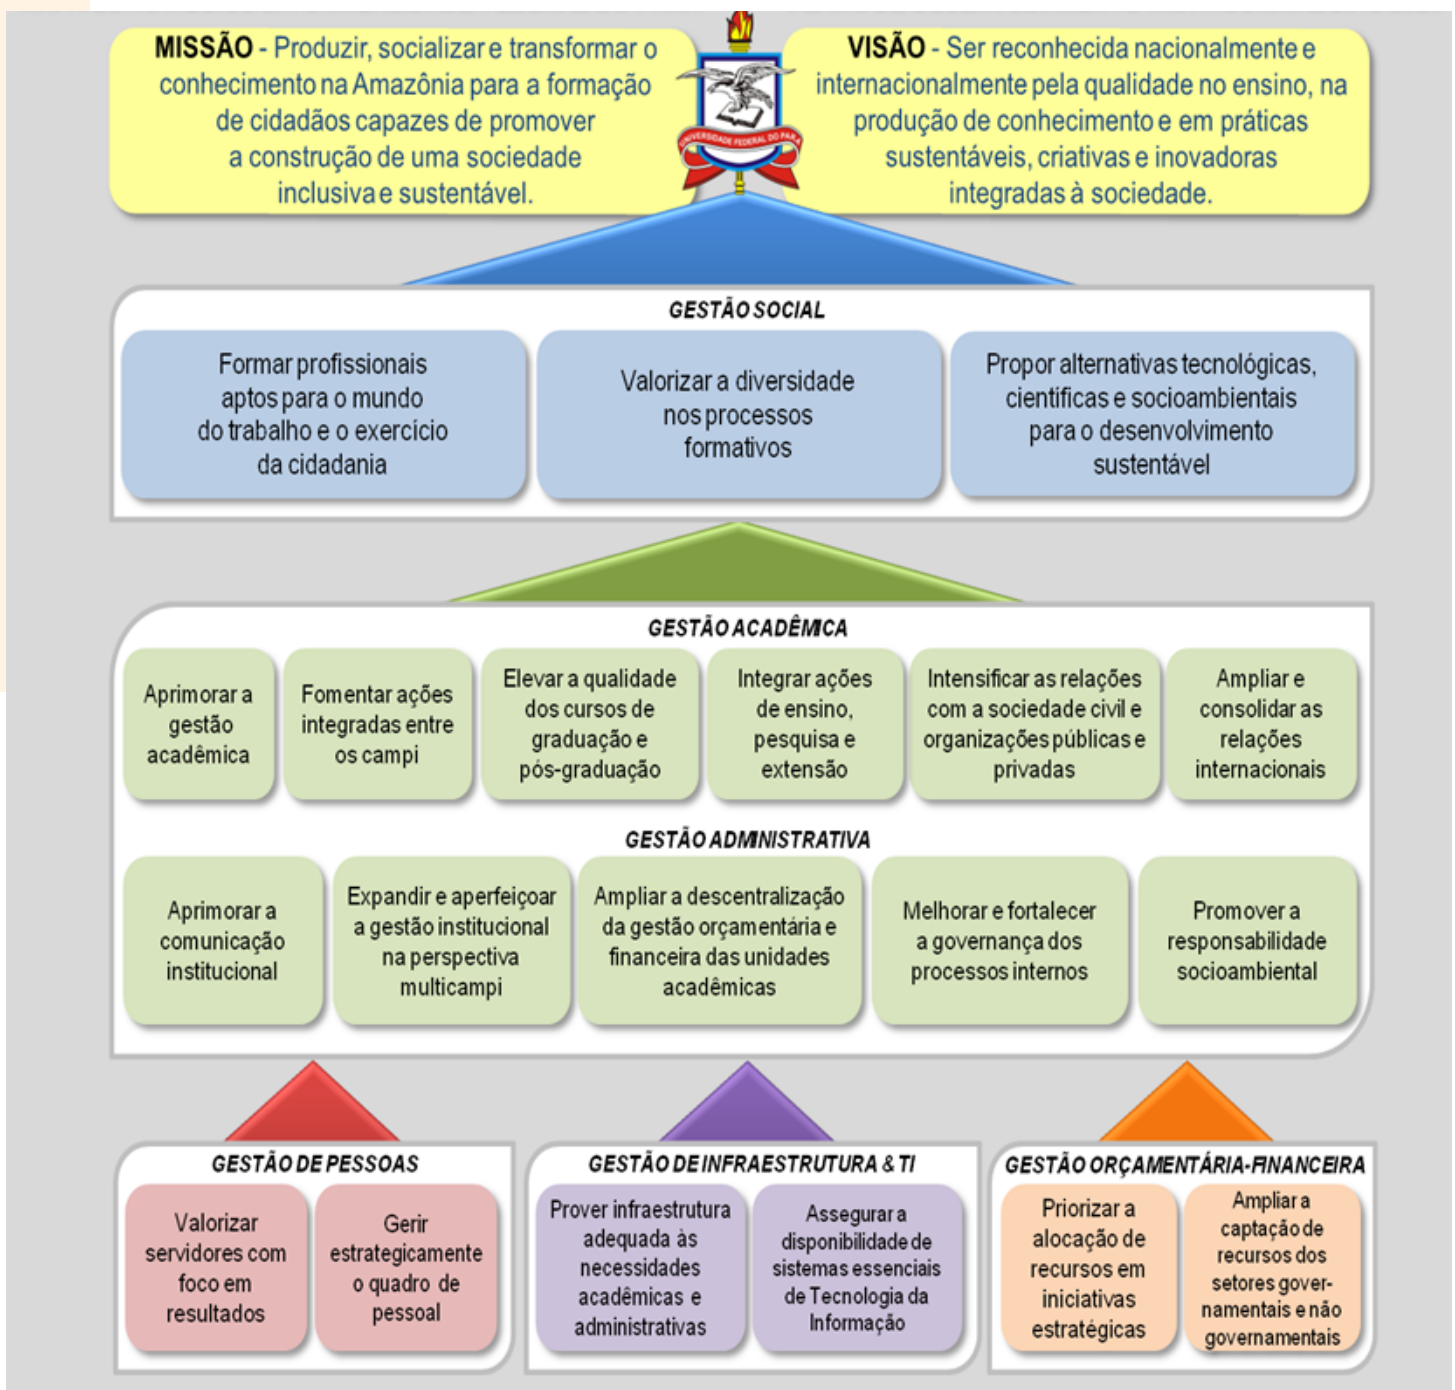 MISSÃO - Produzir, socializar e transformar o
conhecimento na Amazônia para a formação
de cidadãos capazes de promover
a construção de uma sociedade
inclusiva e sustentável.
UNIVERSIDADE FEDERAL DO PARÁ
VISÃO - Ser reconhecida nacionalmente e
internacionalmente pela qualidade no ensino, na
produção de conhecimento e em práticas
sustentáveis, criativas e inovadoras
integradas à sociedade.
GESTÃO SOCIAL
Formar profissionais
aptos para o mundo
do trabalho e o exercício
da cidadania
Valorizar a diversidade
nos processos
formativos
Propor alternativas tecnológicas,
científicas e socioambientais
para o desenvolvimento
sustentável
GESTÃO ACADÊMICA
Aprimorar a
gestão
acadêmica
Fomentar ações
integradas entre
os campi
Elevar a qualidade
dos cursos de
graduação e
pós-graduação
Integrar ações
de ensino,
pesquisa e
extensão
Intensificar as relações
com a sociedade civil e
organizações públicas e
privadas
Ampliar e
consolidar as
relações
internacionais
GESTÃO ADMINISTRATIVA
Aprimorar a
comunicação
institucional
Expandir e aperfeiçoar
a gestão institucional
na perspectiva
multicampi
Ampliar a descentralização
da gestão orçamentária e
financeira das unidades
acadêmicas
Melhorar e fortalecer
a governança dos
processos internos
Promover a
responsabilidade
socioambiental
GESTÃO DE PESSOAS
Valorizar
servidores com
foco em
resultados
Gerir
estrategicamente
o quadro de
pessoal
GESTÃO DE INFRAESTRUTURA & TI
Prover infraestrutura
adequada às
necessidades
acadêmicas e
administrativas
Assegurar a
disponibilidade de
sistemas essenciais
de Tecnologia da
Informação
GESTÃO ORÇAMENTÁRIA-FINANCEIRA
Priorizar a
alocação de
recursos em
iniciativas
estratégicas
Ampliar a
captação de
recursos dos
setores gover-
namentais e não
governamentais